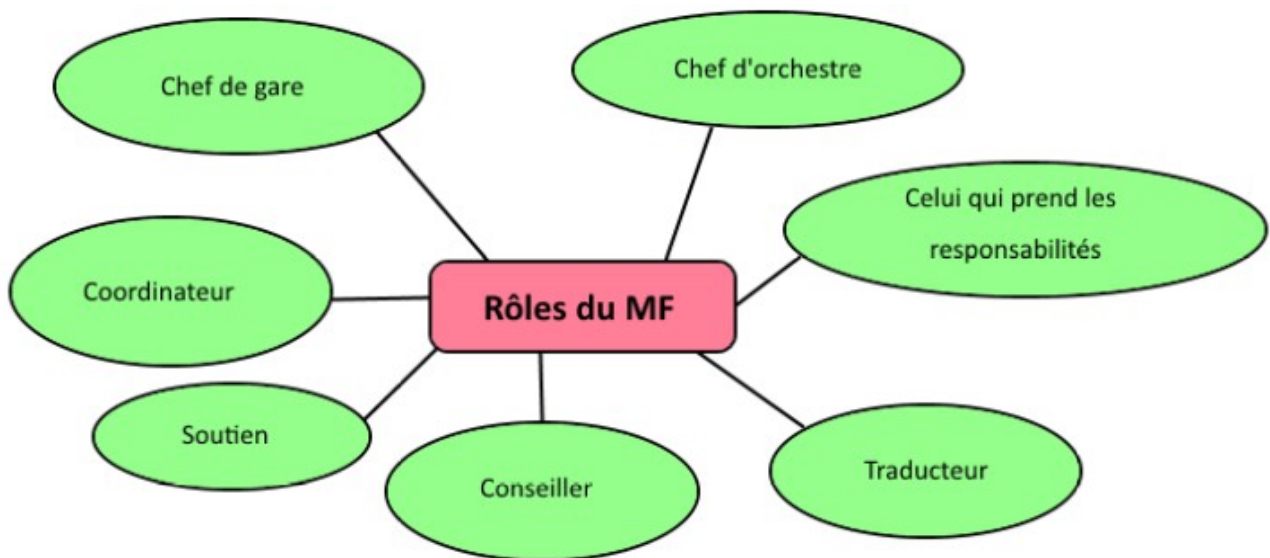 Chef de gare
Chef d'orchestre
Celui qui prend les
responsabilités
Rôles du MF
Coordinateur
Soutien
Conseiller
Traducteur